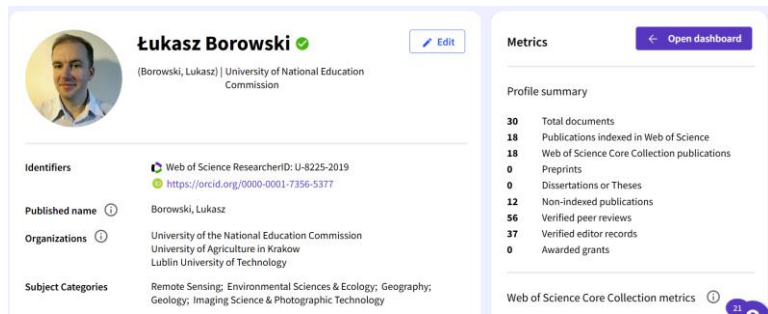 Łukasz Borowski
Edit
(Borowski, Lukasz) | University of National Education
Commission
Identifiers
Web of Science ResearcherID: U-8225-2019
iD https://orcid.org/0000-0001-7356-5377
Published name
Borowski, Lukasz
Organizations
University of the National Education Commission
University of Agriculture in Krakow
Lublin University of Technology
Subject Categories
Remote Sensing; Environmental Sciences & Ecology; Geography;
Geology; Imaging Science & Photographic Technology
Metrics
Open dashboard
Profile summary
30 Total documents
18 Publications indexed in Web of Science
18 Web of Science Core Collection publications
0 Preprints
0 Dissertations or Theses
12 Non-indexed publications
56 Verified peer reviews
37 Verified editor records
0 Awarded grants
Web of Science Core Collection metrics
21